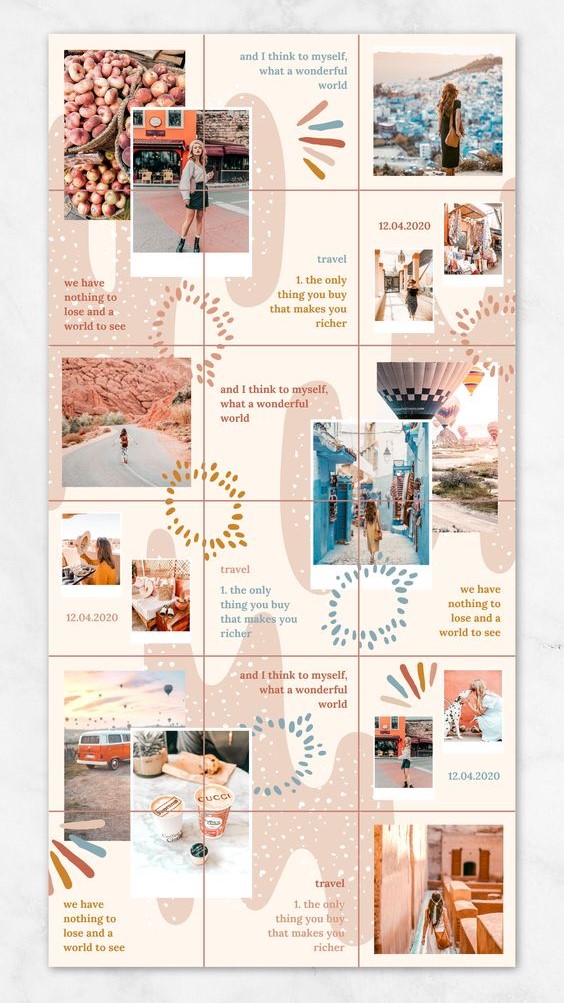 and I think to myself,
what a wonderful
world
12.04.2020
travel
1. the only
thing you buy
that makes you
richer
we have
nothing to
lose and a
world to see
and I think to myself,
what a wonderful
world
travel
1. the only
thing you buy
that makes you
richer
12.04.2020
we have
nothing to
lose and a
world to see
and I think to myself,
what a wonderful
world
12.04.2020
GUCCI
we have
nothing to
lose and a
world to see
travel
1. the only
thing you buy
that makes you
richer